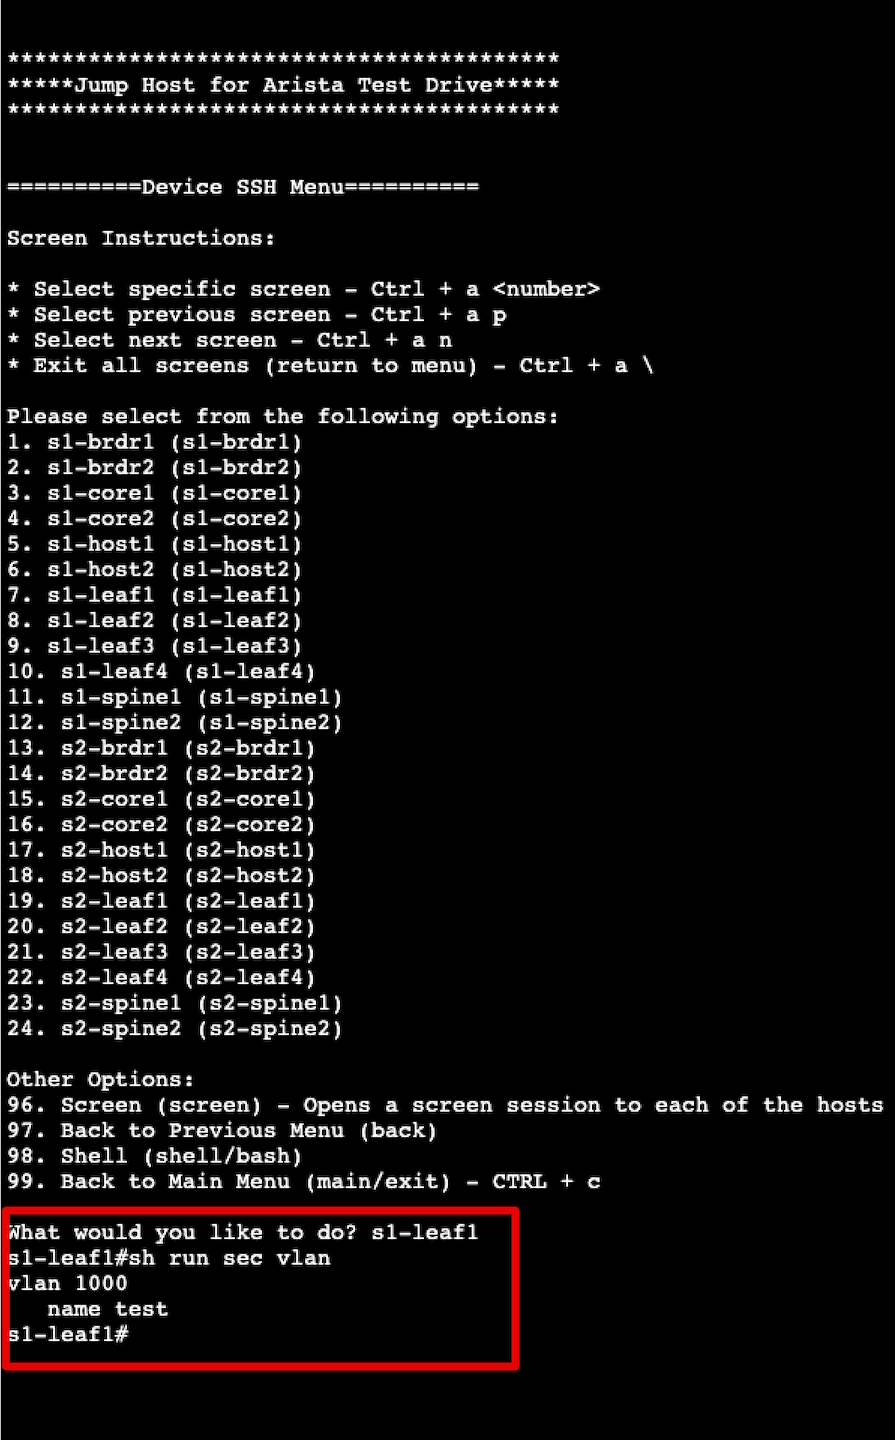 *****************************************
*****Jump Host for Arista Test Drive*****
*****************************************
==========Device SSH Menu==========
Screen Instructions:
* Select specific screen - Ctrl + a <number>
* Select previous screen - Ctrl + a p
* Select next screen - Ctrl + a n
* Exit all screens (return to menu) - Ctrl + a \
Please select from the following options:
1. s1-brdr1 (s1-brdr1)
2. s1-brdr2 (s1-brdr2)
3. s1-core1 (s1-core1)
4. s1-core2 (s1-core2)
5. s1-host1 (s1-host1)
6. s1-host2 (s1-host2)
7. s1-leaf1 (s1-leaf1)
8. s1-leaf2 (s1-leaf2)
9. s1-leaf3 (s1-leaf3)
10. s1-leaf4 (s1-leaf4)
11. s1-spine1 (s1-spine1)
12. s1-spine2 (s1-spine2)
13. s2-brdr1 (s2-brdr1)
14. s2-brdr2 (s2-brdr2)
15. s2-core1 (s2-core1)
16. s2-core2 (s2-core2)
17. s2-host1 (s2-host1)
18. s2-host2 (s2-host2)
19. s2-leaf1 (s2-leaf1)
20. s2-leaf2 (s2-leaf2)
21. s2-leaf3 (s2-leaf3)
22. s2-leaf4 (s2-leaf4)
23. s2-spine1 (s2-spine1)
24. s2-spine2 (s2-spine2)
Other Options:
96. Screen (screen) - Opens a screen session to each of the hosts
97. Back to Previous Menu (back)
98. Shell (shell/bash)
99. Back to Main Menu (main/exit) - CTRL + c
What would you like to do? s1-leaf1
s1-leaf1#sh run sec vlan
vlan 1000
   name test
s1-leaf1#